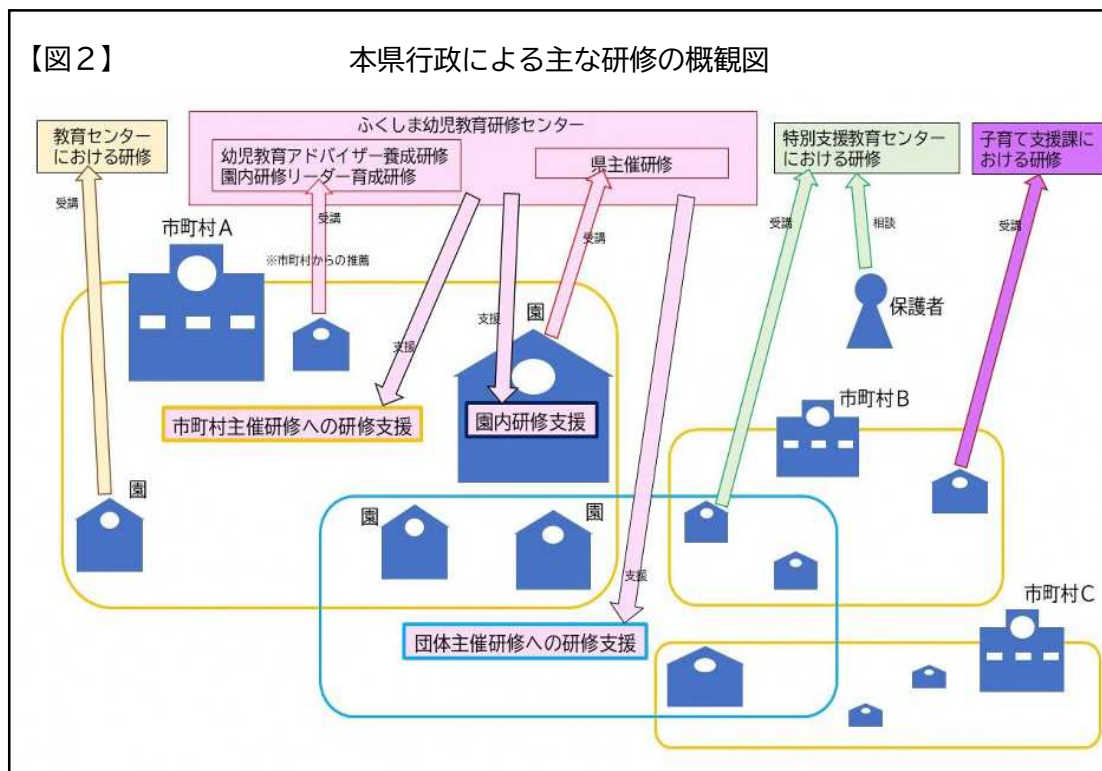 【図2】
本県行政による主な研修の概観図
教育センター
における研修
ふくしま幼児教育研修センター
幼児教育アドバイザー養成研修
園内研修リーダー育成研修
県主催研修
特別支援教育センター
における研修
子育て支援課に
おける研修
受講
受講
※市町村からの推薦
受講
受講
相談
受講
市町村A
園
保護者
支援
支援
市町村B
市町村主催研修への研修支援
園内研修支援
園
園
園
支援
市町村C
団体主催研修への研修支援